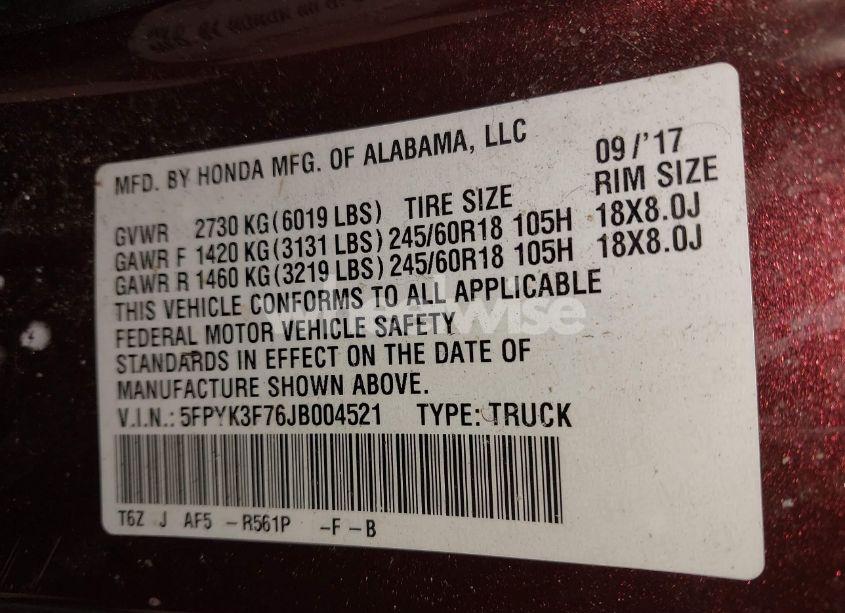 MFD. BY HONDA MFG. OF ALABAMA, LLC 09/'17
TIRE SIZE RIM SIZE
GVWR 2730 KG(6019 LBS)
GAWR F 1420 KG(3131 LBS) 245/60R18 105H 18X8.0J
GAWR R 1460 KG(3219 LBS) 245/60R18 105H 18X8.0J
THIS VEHICLE CONFORMS TO ALL APPLICABLE
FEDERAL MOTOR VEHICLE SAFETY
STANDARDS IN EFFECT ON THE DATE OF
MANUFACTURE SHOWN ABOVE.
V.I.N.: 5FPYK3F76JB004521 TYPE: TRUCK
T6Z J AF5 -R561P -F -B